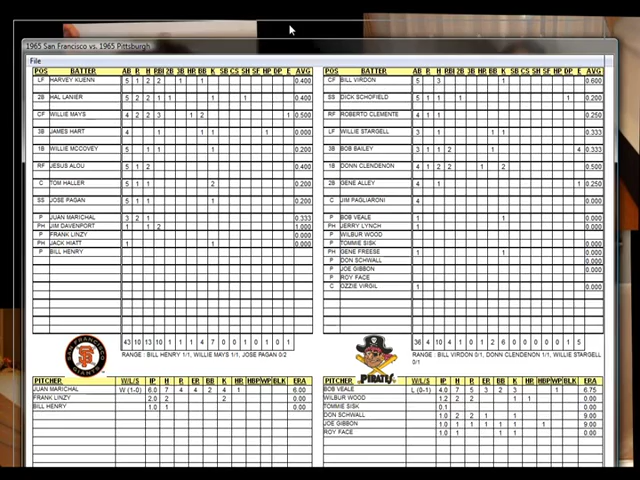 1965 San Francisco vs. 1965 Pittsburgh
File
POS BATTER AB R H RBI 2B 3B HR BB K SB CS SH SF HP DP E AVG
LF HARVEY KUENN 5 1 2 2 1 1 0.400
2B HAL LANIER 5 2 2 1 1 1 1 0.400
CF WILLIE MAYS 4 2 2 3 1 2 1 0.500
3B JAMES HART 4 1 1 1 1 0.000
1B WILLIE MCCOVEY 5 1 1 1 0.200
RF JESUS ALOU 5 1 2 0.400
C TOM HALLER 5 1 1 2 0.200
SS JOSE PAGAN 5 1 1 1 0.200
P JUAN MARICHAL 3 2 1 0.333
PH JIM DAVENPORT 1 1 2 1.000
P FRANK LINZY 0.000
PH JACK HIATT 1 1 0.000
P BILL HENRY
43 10 13 10 1 1 1 4 7 0 0 1 0 1 0 1
RANGE : BILL HENRY 1/1, WILLIE MAYS 1/1, JOSE PAGAN 0/2
PITCHER W/L/S IP H R ER BB K HR HBP WP BLK ERA
JUAN MARICHAL W (1-0) 6.0 7 4 4 2 4 1 6.00
FRANK LINZY 2.0 2 2 0.00
BILL HENRY 1.0 1 0.00
POS BATTER AB R H RBI 2B 3B HR BB K SB CS SH SF HP DP E AVG
CF BILL VIRDON 5 3 1 0.600
SS DICK SCHOFIELD 5 1 1 1 1 0.200
RF ROBERTO CLEMENTE 4 1 1 0.250
LF WILLIE STARGELL 3 1 1 1 0.333
3B BOB BAILEY 3 1 1 2 1 4 0.333
1B DONN CLENDENON 4 1 2 2 1 2 0.500
2B GENE ALLEY 4 1 1 0.250
C JIM PAGLIARONI 4 1 0.000
P BOB VEALE 1 1 0.000
PH JERRY LYNCH 1 0.000
P WILBUR WOOD
P TOMMIE SISK 0.000
PH GENE FREESE 1 0.000
P DON SCHWALL 0.000
P JOE GIBBON 0.000
P ROY FACE
C OZZIE VIRGIL 1 0.000
36 4 10 4 1 0 1 2 6 0 0 0 0 0 1 5
RANGE : BILL VIRDON 0/1, DONN CLENDENON 1/1, WILLIE STARGELL
0/1
PIRATES
PITCHER W/L/S IP H R ER BB K HR HBP WP BLK ERA
BOB VEALE L (0-1) 4.0 7 5 3 2 3 1 6.75
WILBUR WOOD 1.2 2 2 1 1 0.00
TOMMIE SISK 0.1 0.00
DON SCHWALL 1.0 2 2 1 1 9.00
JOE GIBBON 1.0 1 1 1 1 1 1 9.00
ROY FACE 1.0 1 1 0.00